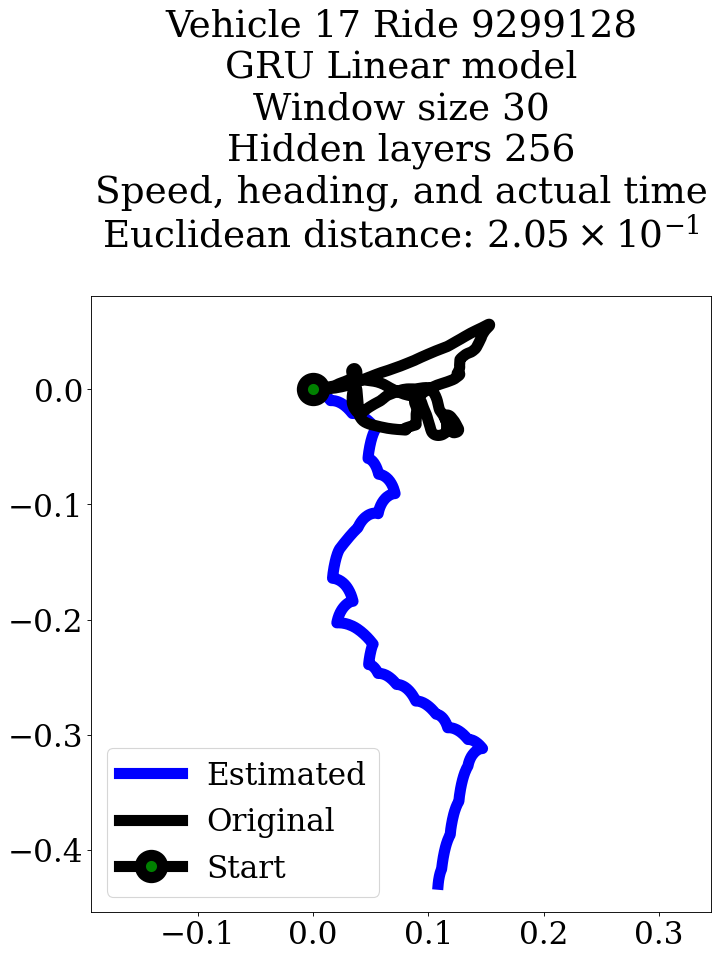 Vehicle 17 Ride 9299128
GRU Linear model
Window size 30
Hidden layers 256
Speed, heading, and actual time
Euclidean distance: 2.05 × 10⁻¹
0.0
−0.1
−0.2
−0.3
−0.4
Estimated
Original
Start
−0.1 0.0 0.1 0.2 0.3